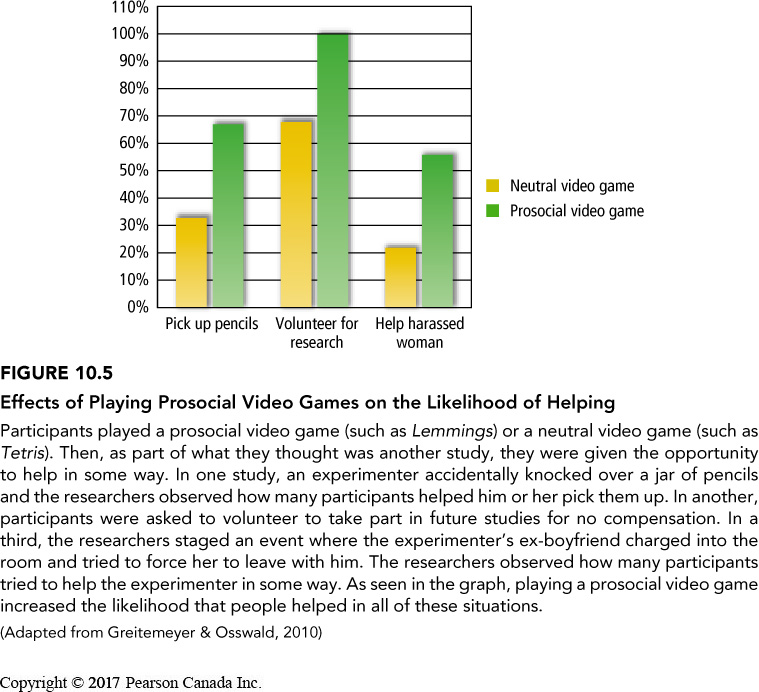 110%
100%
90%
80%
70%
60%
50%
40%
30%
20%
10%
0%
Pick up pencils
Volunteer for
research
Help harassed
woman
Neutral video game
Prosocial video game
FIGURE 10.5
Effects of Playing Prosocial Video Games on the Likelihood of Helping
Participants played a prosocial video game (such as Lemmings) or a neutral video game (such as
Tetris). Then, as part of what they thought was another study, they were given the opportunity
to help in some way. In one study, an experimenter accidentally knocked over a jar of pencils
and the researchers observed how many participants helped him or her pick them up. In another,
participants were asked to volunteer to take part in future studies for no compensation. In a
third, the researchers staged an event where the experimenter's ex-boyfriend charged into the
room and tried to force her to leave with him. The researchers observed how many participants
tried to help the experimenter in some way. As seen in the graph, playing a prosocial video game
increased the likelihood that people helped in all of these situations.
(Adapted from Greitemeyer & Osswald, 2010)
Copyright © 2017 Pearson Canada Inc.